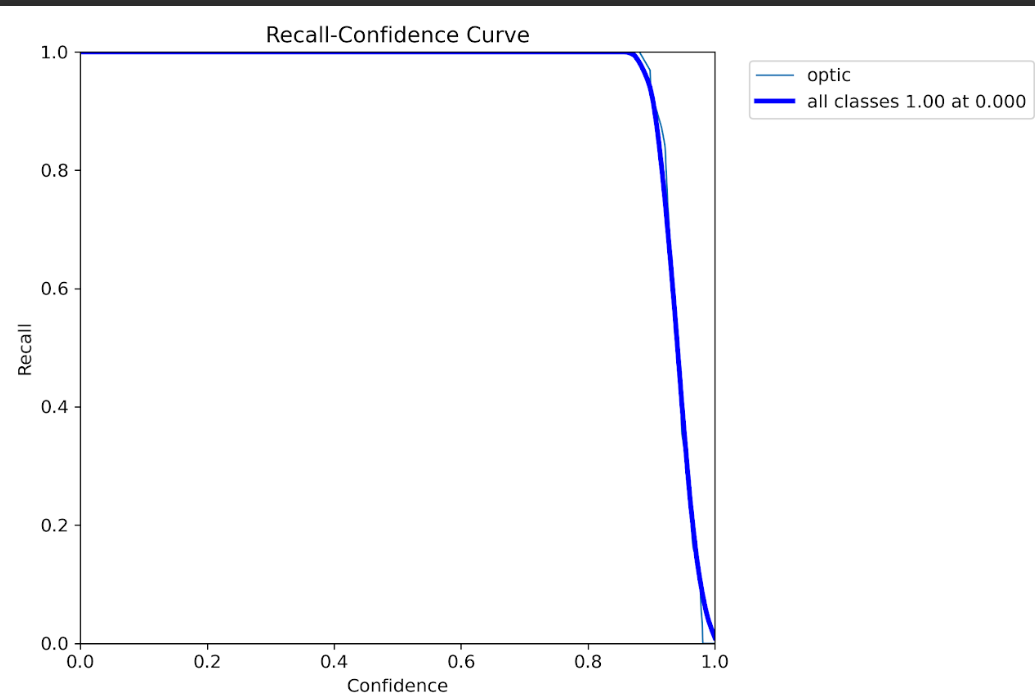 Recall-Confidence Curve
optic
all classes 1.00 at 0.000
1.0
0.8
0.6
0.4
0.2
0.0
Recall
0.0 0.2 0.4 0.6 0.8 1.0
Confidence